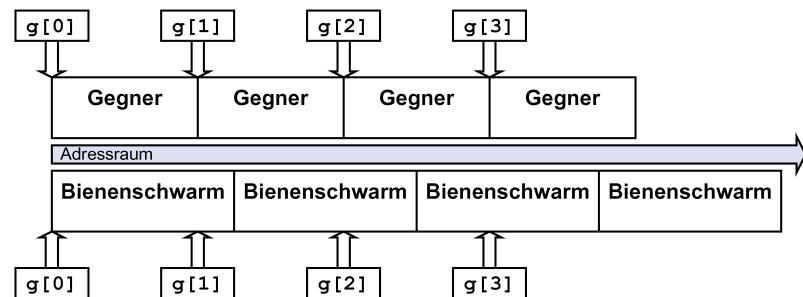 g[0] g[1] g[2] g[3]
Gegner Gegner Gegner Gegner
Adressraum
Bienenschwarm Bienenschwarm Bienenschwarm Bienenschwarm
g[0] g[1] g[2] g[3]